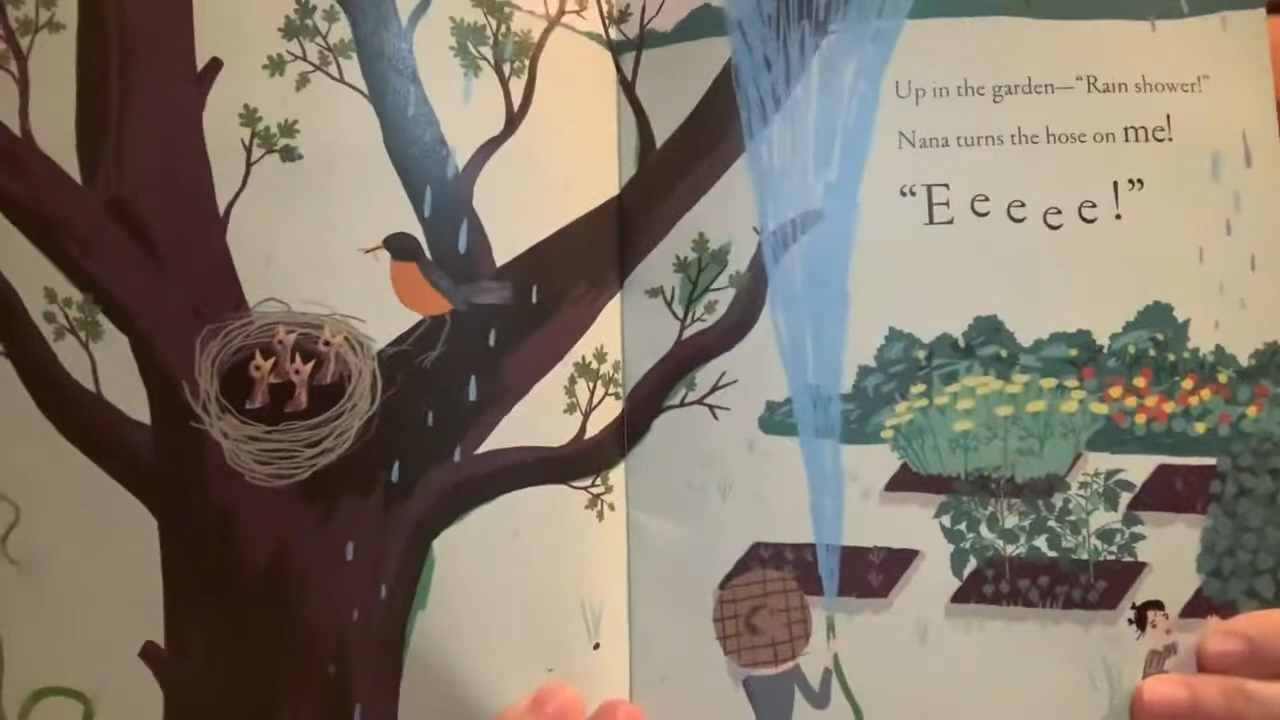 Up in the garden—“Rain shower!”
Nana turns the hose on me!
“Eeeee!”